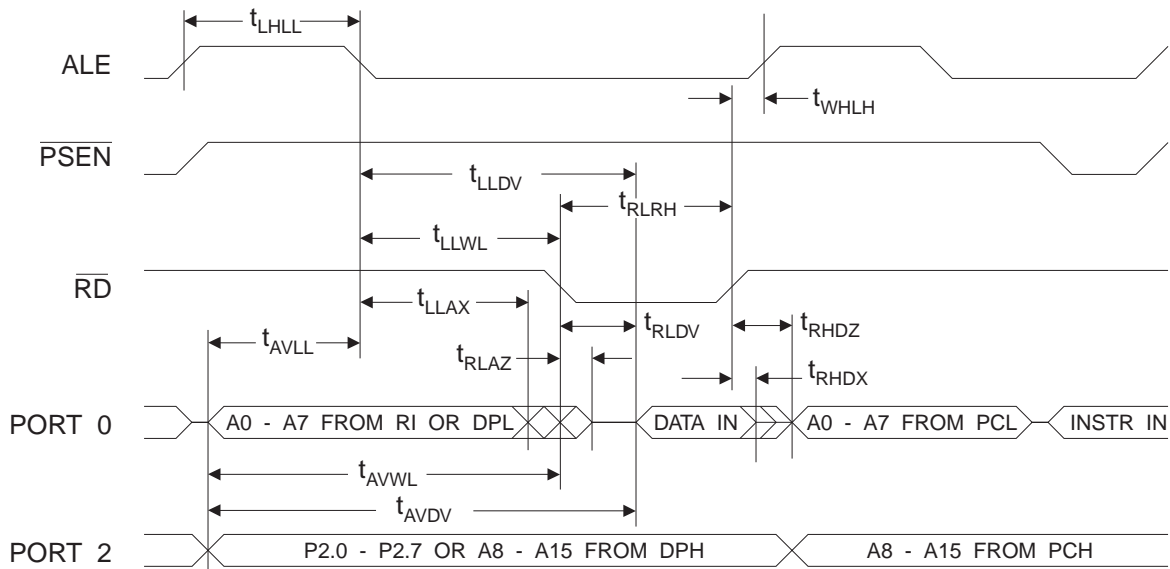 tLHLL
ALE
tWHLH
PSEN
tLLDV
tRLRH
tLLWL
RD
tLLAX
tRLDV
tRHDZ
tAVLL
tRLAZ
tRHDX
PORT 0
A0 - A7 FROM RI OR DPL
DATA IN
A0 - A7 FROM PCL
INSTR IN
tAVWL
tAVDV
PORT 2
P2.0 - P2.7 OR A8 - A15 FROM DPH
A8 - A15 FROM PCH